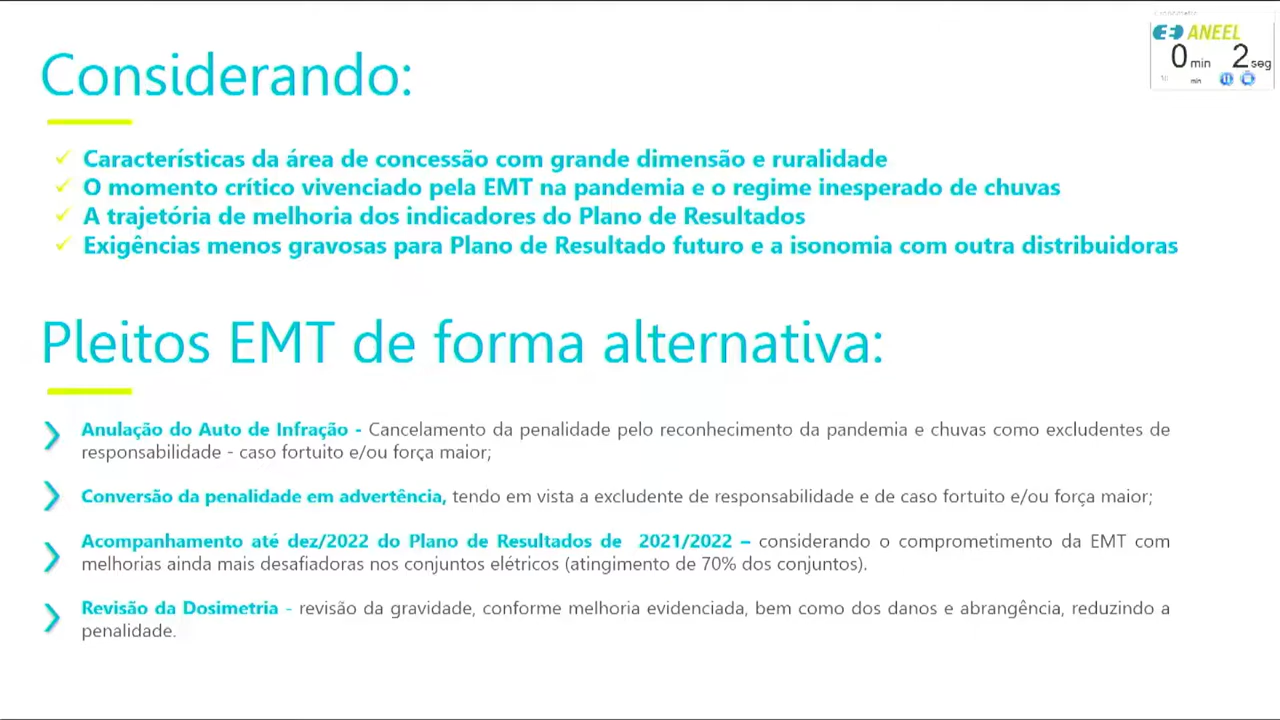 ANEEL
0 min 2 seg
min
Considerando:
Características da área de concessão com grande dimensão e ruralidade
O momento crítico vivenciado pela EMT na pandemia e o regime inesperado de chuvas
A trajetória de melhoria dos indicadores do Plano de Resultados
Exigências menos gravosas para Plano de Resultado futuro e a isonomia com outra distribuidoras
Pleitos EMT de forma alternativa:
Anulação do Auto de Infração - Cancelamento da penalidade pelo reconhecimento da pandemia e chuvas como excludentes de
responsabilidade - caso fortuito e/ou força maior;
Conversão da penalidade em advertência, tendo em vista a excludente de responsabilidade e de caso fortuito e/ou força maior;
Acompanhamento até dez/2022 do Plano de Resultados de 2021/2022 – considerando o comprometimento da EMT com
melhorias ainda mais desafiadoras nos conjuntos elétricos (atingimento de 70% dos conjuntos).
Revisão da Dosimetria - revisão da gravidade, conforme melhoria evidenciada, bem como dos danos e abrangência, reduzindo a
penalidade.